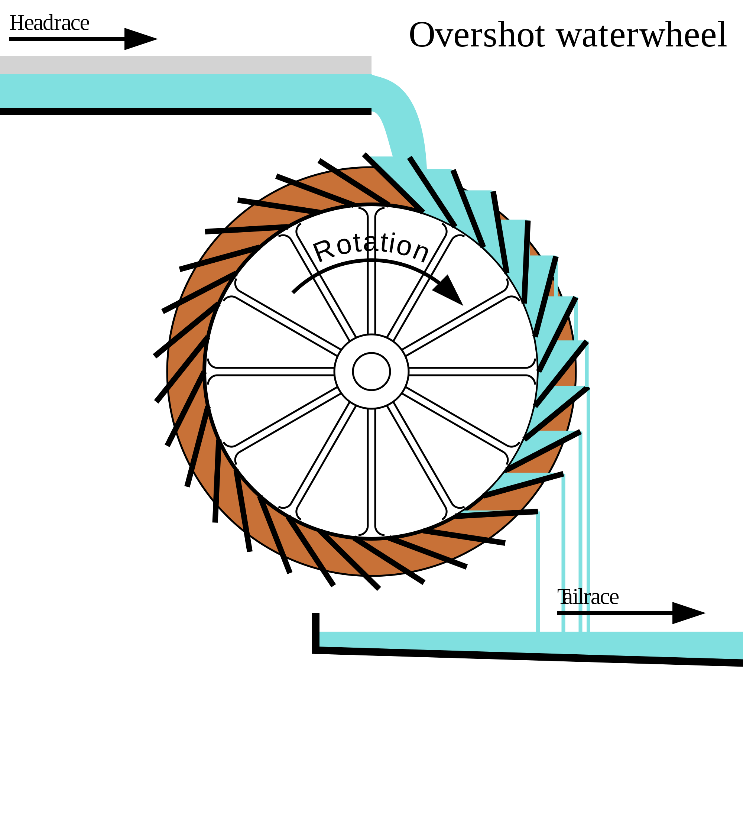 Headrace
Overshot waterwheel
Rotation
Tailrace